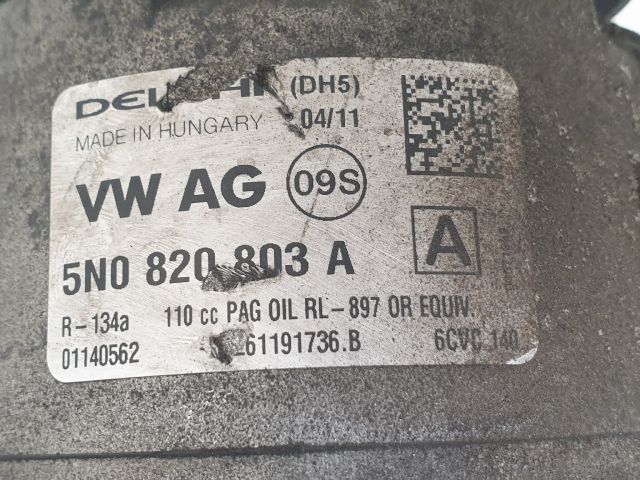 DELPHI (DH5)
MADE IN HUNGARY 04/11
VW AG 09S
5N0 820 803 A A
R-134a 110 cc PAG OIL RL-897 OR EQUIV.
01140562 61191736.B 6CVC 140